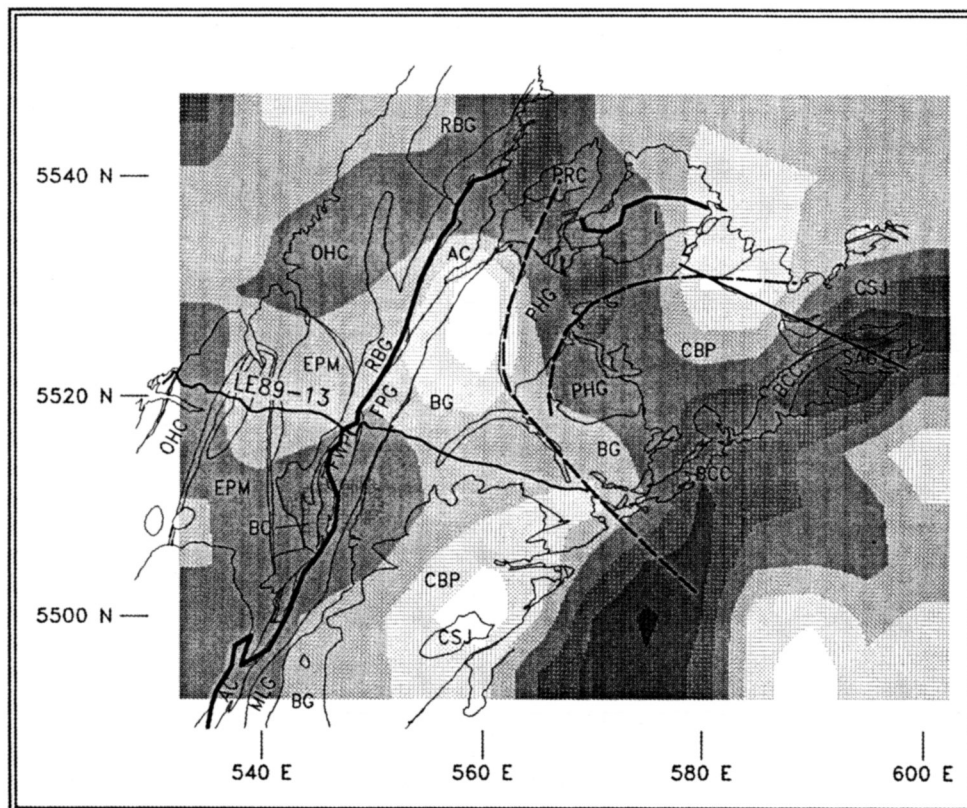 RBG
5540 N
PRC
L
OHC
AC
PHG
CSJ
EPM
RBG
CBP
SAG
LE89-13
FPG
PHG
BCC
5520 N
BG
OHC
BG
EPM
BCC
BC
CBP
5500 N
CSJ
AC
MLG
BG
540 E
560 E
580 E
600 E